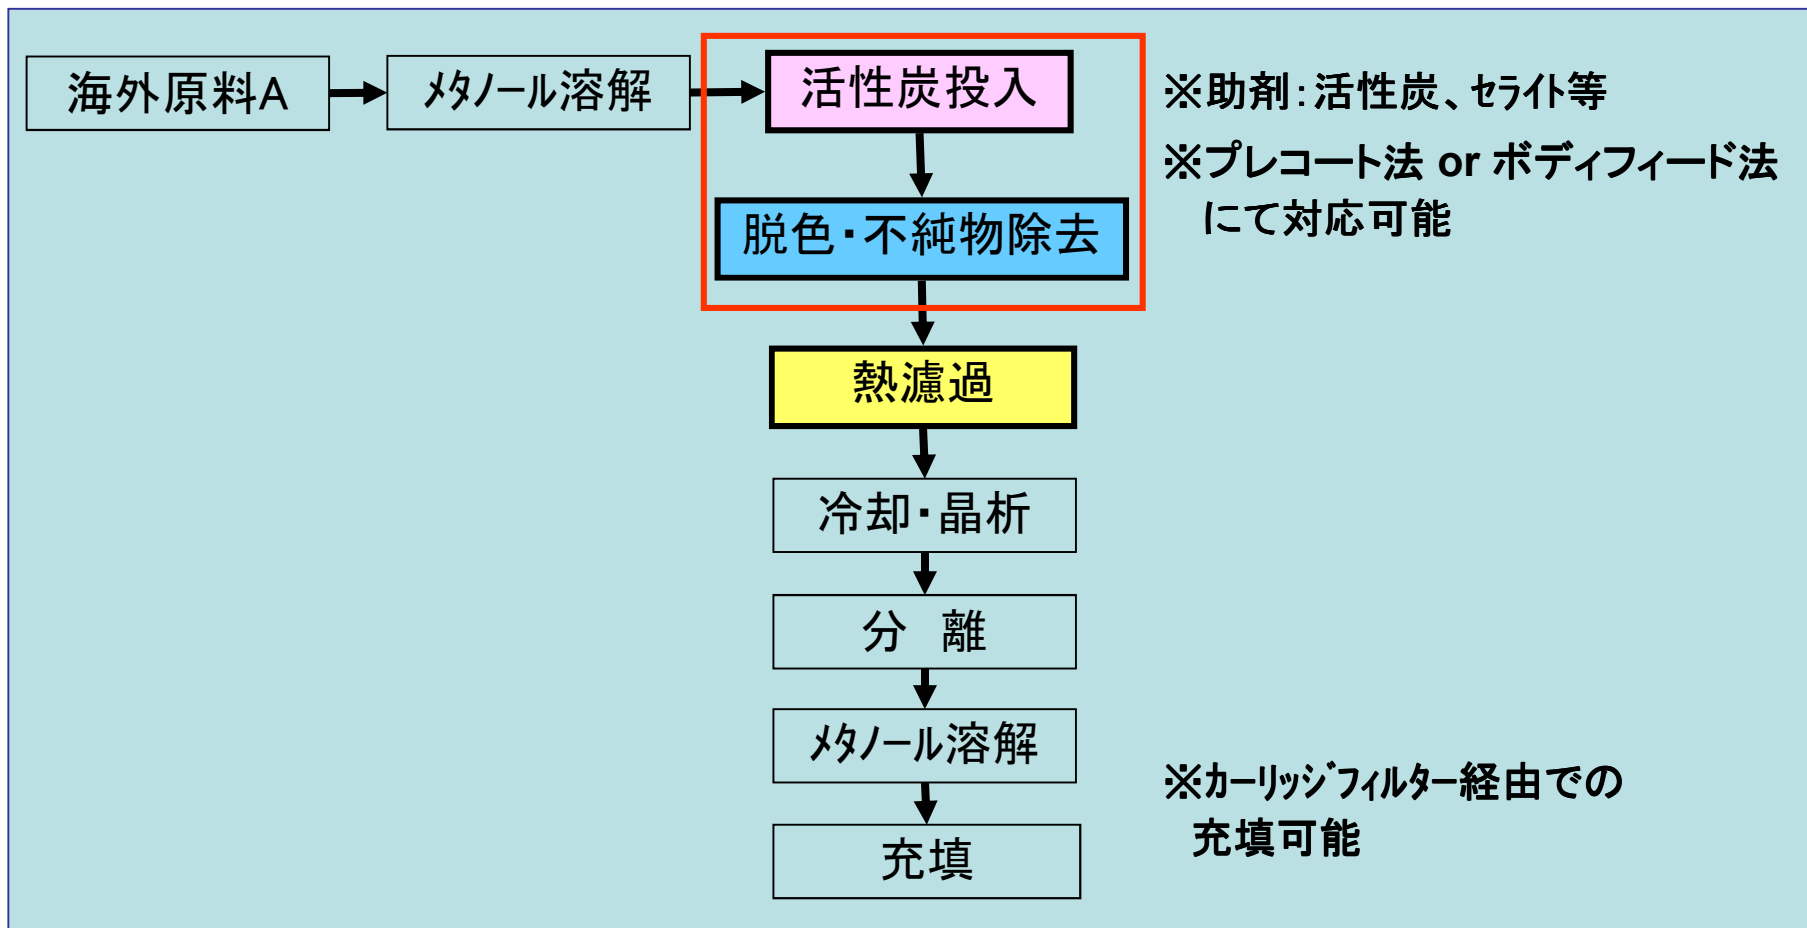 海外原料A
ﾒﾀﾉｰﾙ溶解
活性炭投入
※助剤：活性炭、ｾﾗｲﾄ等
※プレコート法 or ボディフィード法
にて対応可能
脱色・不純物除去
熱濾過
冷却・晶析
分　離
ﾒﾀﾉｰﾙ溶解
※ｶｰﾘｯｼﾞﾌｨﾙﾀｰ経由での
充填可能
充填